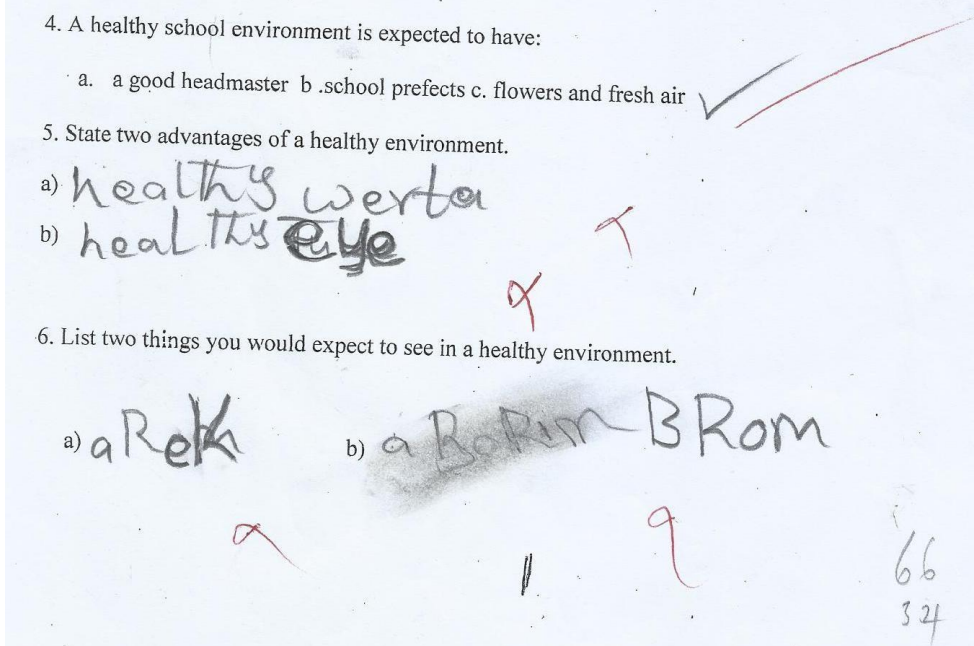 4. A healthy school environment is expected to have:
a. a good headmaster b .school prefects c. flowers and fresh air
5. State two advantages of a healthy environment.
a) healthy werta
b) healthy eye
6. List two things you would expect to see in a healthy environment.
a) a Rek b) a BRom
66
34